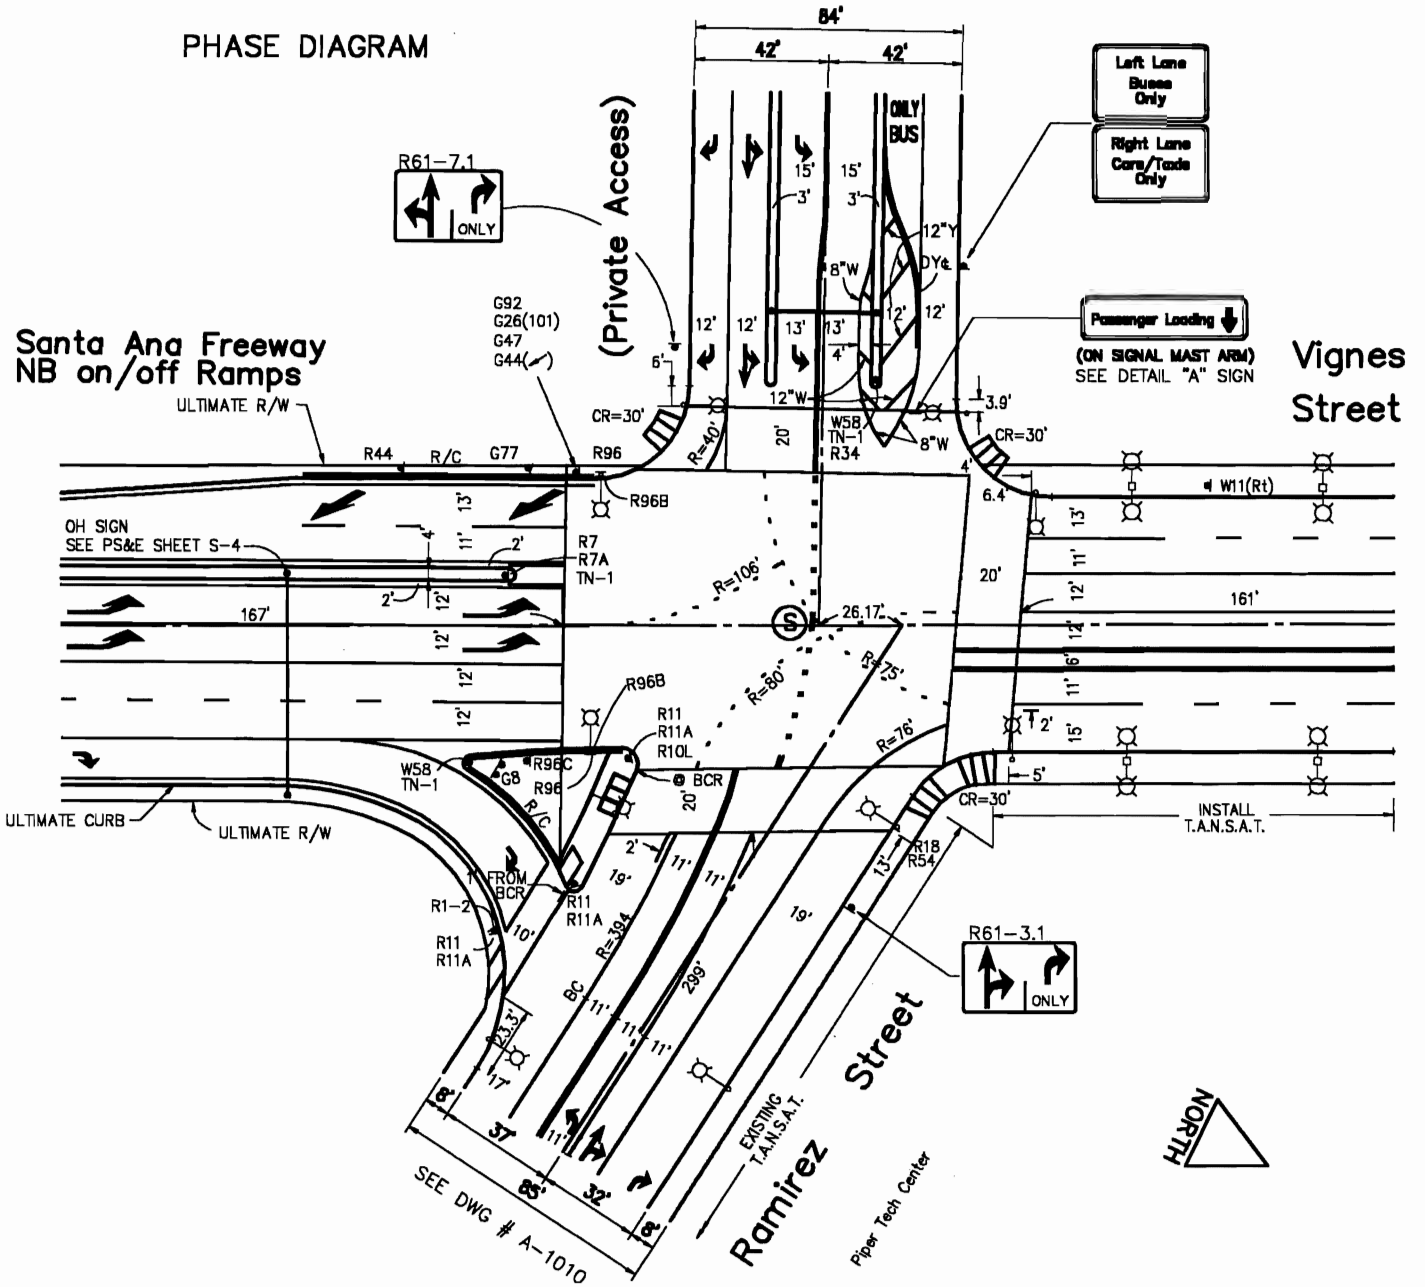 PHASE DIAGRAM
84'
42'
42'
Left Lane
Buses
Only
Right Lane
Cars/Taxis
Only
R61-7.1
ONLY
(Private Access)
ONLY
BUS
15'
15'
3'
3'
12"Y
DY¢
8"W
12'
12'
13'
13'
12'
12'
4'
6'
G92
G26(101)
G47
G44(↙)
Passenger Loading
(ON SIGNAL MAST ARM)
SEE DETAIL "A" SIGN
Vignes
Street
Santa Ana Freeway
NB on/off Ramps
ULTIMATE R/W
CR=30'
12"W
W58
TN-1
R34
8"W
3.9'
CR=30'
R=40'
20'
R44
R/C
G77
R96
R96B
4'
6.4'
W11(Rt)
13'
11'
OH SIGN
SEE PS&E SHEET S-4
4'
2'
R7
R7A
TN-1
2'
12'
12'
167'
R=106'
S
26.17'
20'
13'
11'
12'
161'
12'
6'
11'
15'
12'
12'
R=80'
R=75'
R=76'
R96B
R11
R11A
R10L
BCR
W58
TN-1
G8
R96C
R96
R/C
20'
2'
5'
CR=30'
INSTALL
T.A.N.S.A.T.
ULTIMATE CURB
ULTIMATE R/W
1' FROM
BCR
R11
R11A
R1-2
R11
R11A
10'
2'
19'
11'
11'
R18
R54
13'
19'
R=394
299'
BC
11'
11'
11'
R61-3.1
ONLY
23.3'
17'
8'
37'
11'
85'
32'
8'
SEE DWG # A-1010
EXISTING
T.A.N.S.A.T.
Ramirez Street
Piper Tech Center
NORTH